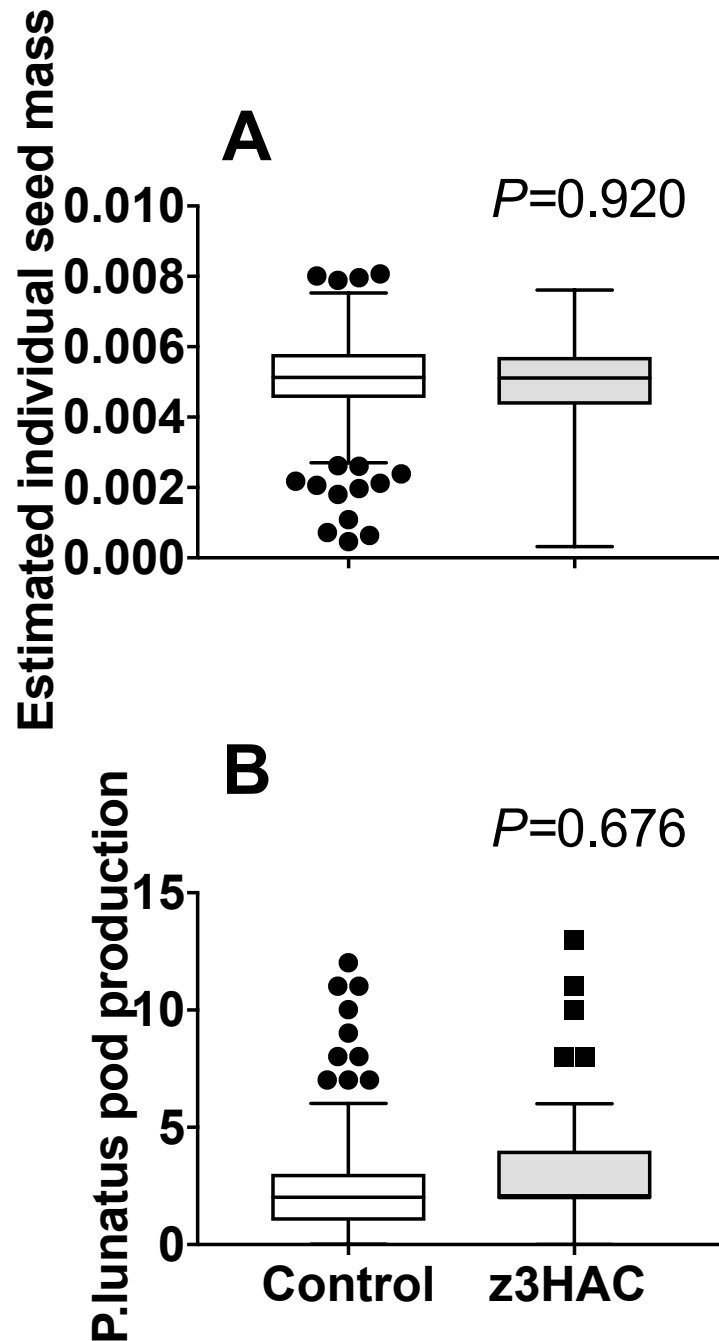 Estimated individual seed mass
A
P=0.920
0.010
0.008
0.006
0.004
0.002
0.000
P.lunatus pod production
B
P=0.676
15
10
5
0
Control z3HAC